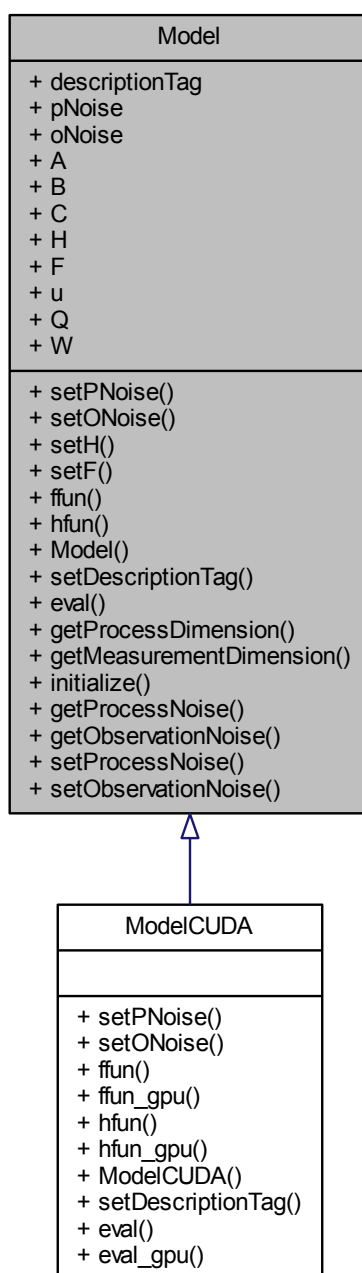 Model
+ descriptionTag
+ pNoise
+ oNoise
+ A
+ B
+ C
+ H
+ F
+ u
+ Q
+ W
+ setPNoise()
+ setONoise()
+ setH()
+ setF()
+ ffun()
+ hfun()
+ Model()
+ setDescriptionTag()
+ eval()
+ getProcessDimension()
+ getMeasurementDimension()
+ initialize()
+ getProcessNoise()
+ getObservationNoise()
+ setProcessNoise()
+ setObservationNoise()
ModelCUDA
+ setPNoise()
+ setONoise()
+ ffun()
+ ffun_gpu()
+ hfun()
+ hfun_gpu()
+ ModelCUDA()
+ setDescriptionTag()
+ eval()
+ eval_gpu()